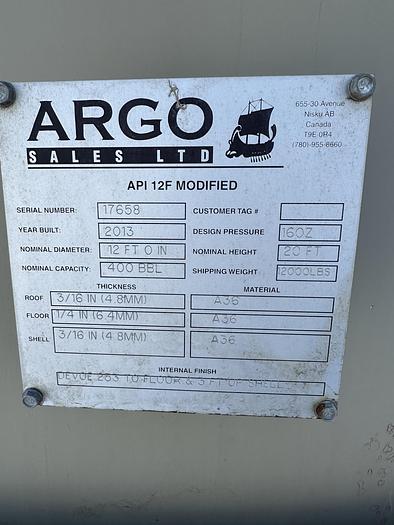 ARGO
SALES LTD
655-30 Avenue
Nisku AB
Canada
T9E 0R4
(780)-955-8660
API 12F MODIFIED
SERIAL NUMBER: 17658 CUSTOMER TAG #
YEAR BUILT: 2013 DESIGN PRESSURE 16OZ
NOMINAL DIAMETER: 12 FT 0 IN NOMINAL HEIGHT 20 FT
NOMINAL CAPACITY: 400 BBL SHIPPING WEIGHT 12000LBS
THICKNESS MATERIAL
ROOF 3/16 IN (4.8MM) A36
FLOOR 1/4 IN (6.4MM) A36
SHELL 3/16 IN (4.8MM) A36
INTERNAL FINISH
DEVOE 253 TO FLOOR & 3 FT UP SHELL